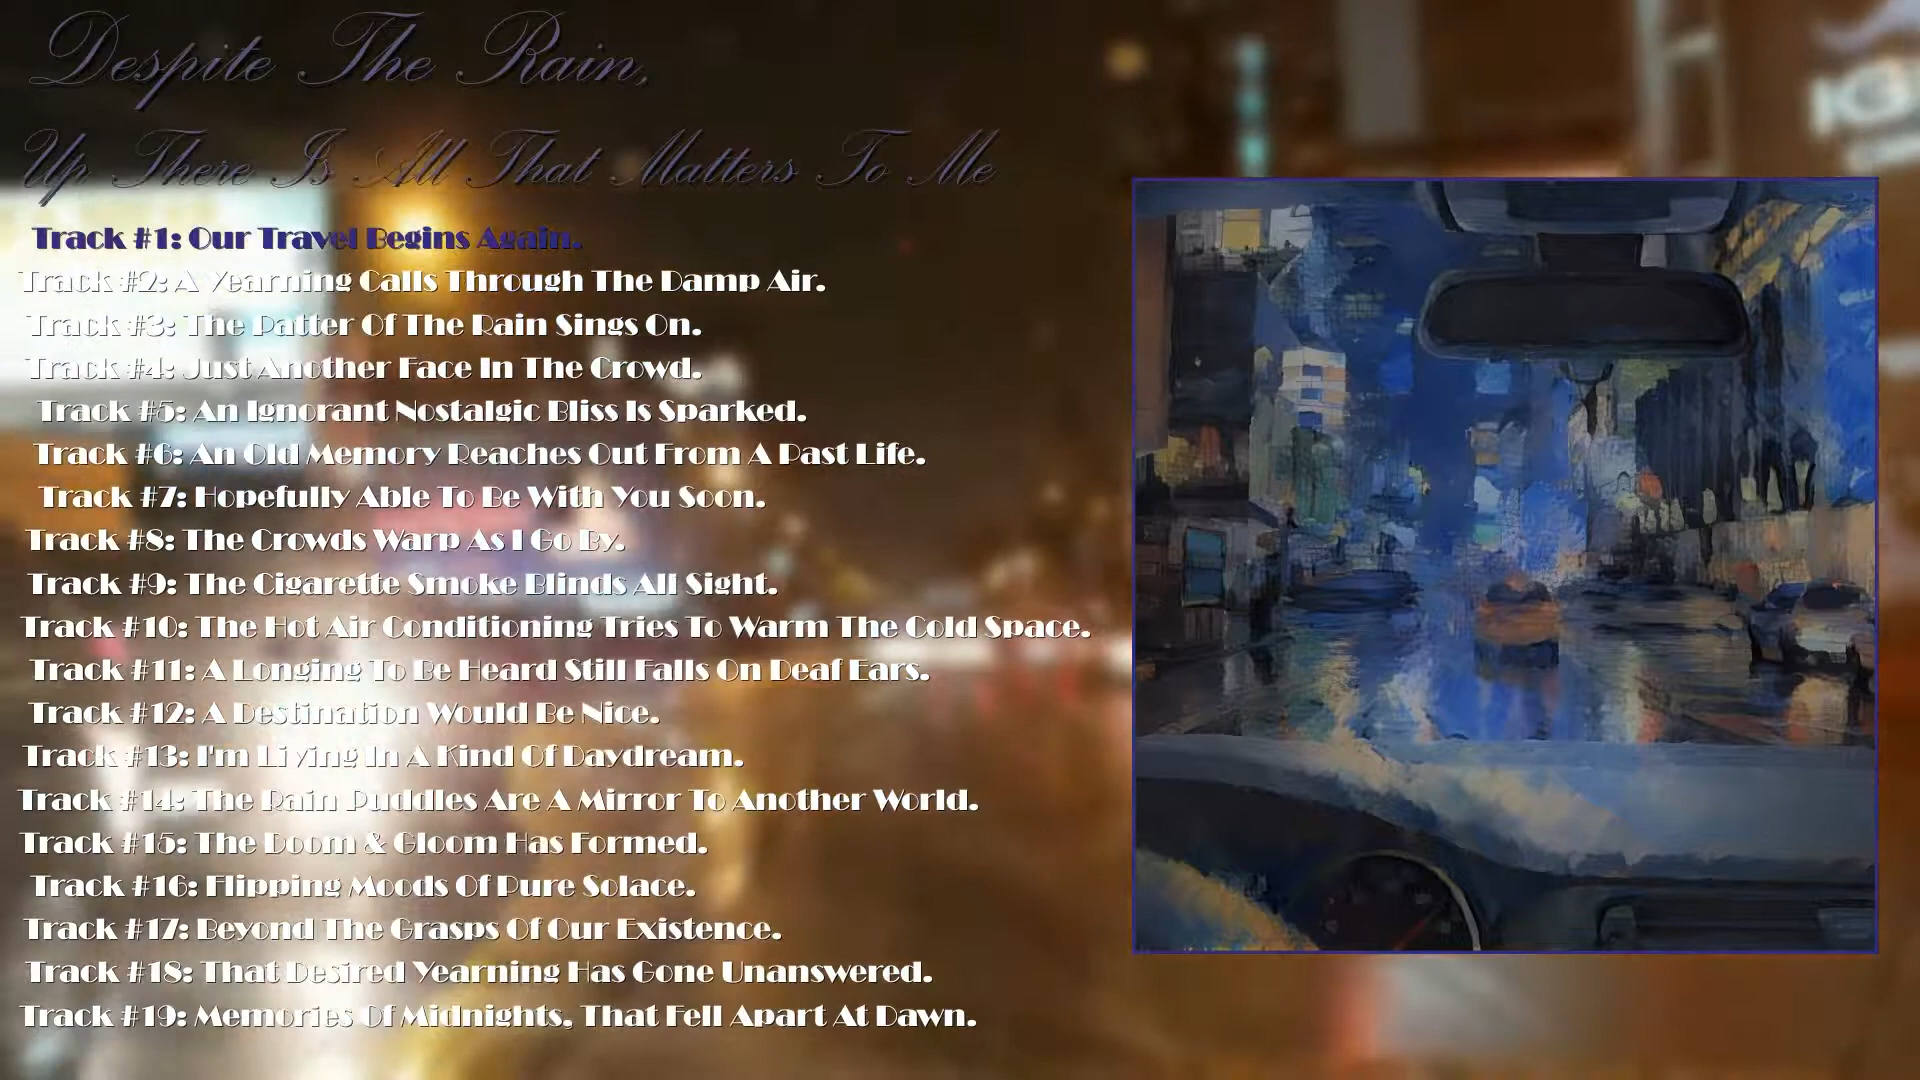 Despite The Rain,
Up There Is All That Matters To Me
Track #1: Our Travel Begins Again.
Track #2: A Yearning Calls Through The Damp Air.
Track #3: The Patter Of The Rain Sings On.
Track #4: Just Another Face In The Crowd.
Track #5: An Ignorant Nostalgic Bliss Is Sparked.
Track #6: An Old Memory Reaches Out From A Past Life.
Track #7: Hopefully Able To Be With You Soon.
Track #8: The Crowds Warp As I Go By.
Track #9: The Cigarette Smoke Blinds All Sight.
Track #10: The Hot Air Conditioning Tries To Warm The Cold Space.
Track #11: A Longing To Be Heard Still Falls On Deaf Ears.
Track #12: A Destination Would Be Nice.
Track #13: I'm Living In A Kind Of Daydream.
Track #14: The Rain Puddles Are A Mirror To Another World.
Track #15: The Doom & Gloom Has Formed.
Track #16: Flipping Moods Of Pure Solace.
Track #17: Beyond The Grasps Of Our Existence.
Track #18: That Desired Yearning Has Gone Unanswered.
Track #19: Memories Of Midnights, That Fell Apart At Dawn.